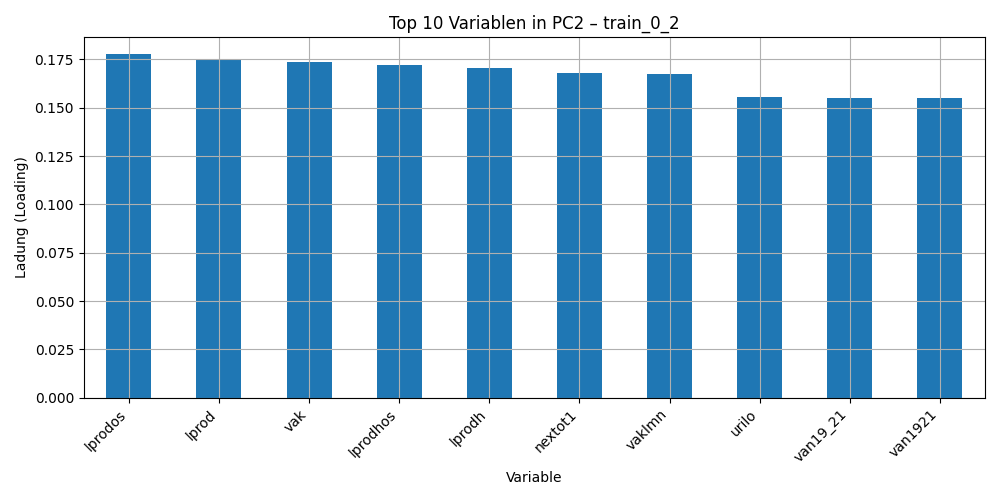 Top 10 Variablen in PC2 – train_0_2
Ladung (Loading)
0.175
0.150
0.125
0.100
0.075
0.050
0.025
0.000
lprodos
lprod
vak
lprodhos
lprodh
nextot1
vaklmn
urilo
van19_21
van1921
Variable